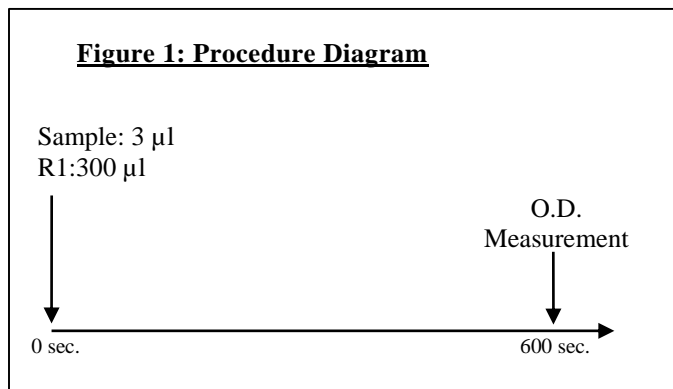 Figure 1: Procedure Diagram
Sample: 3 µl
R1:300 µl
O.D.
Measurement
0 sec.
600 sec.